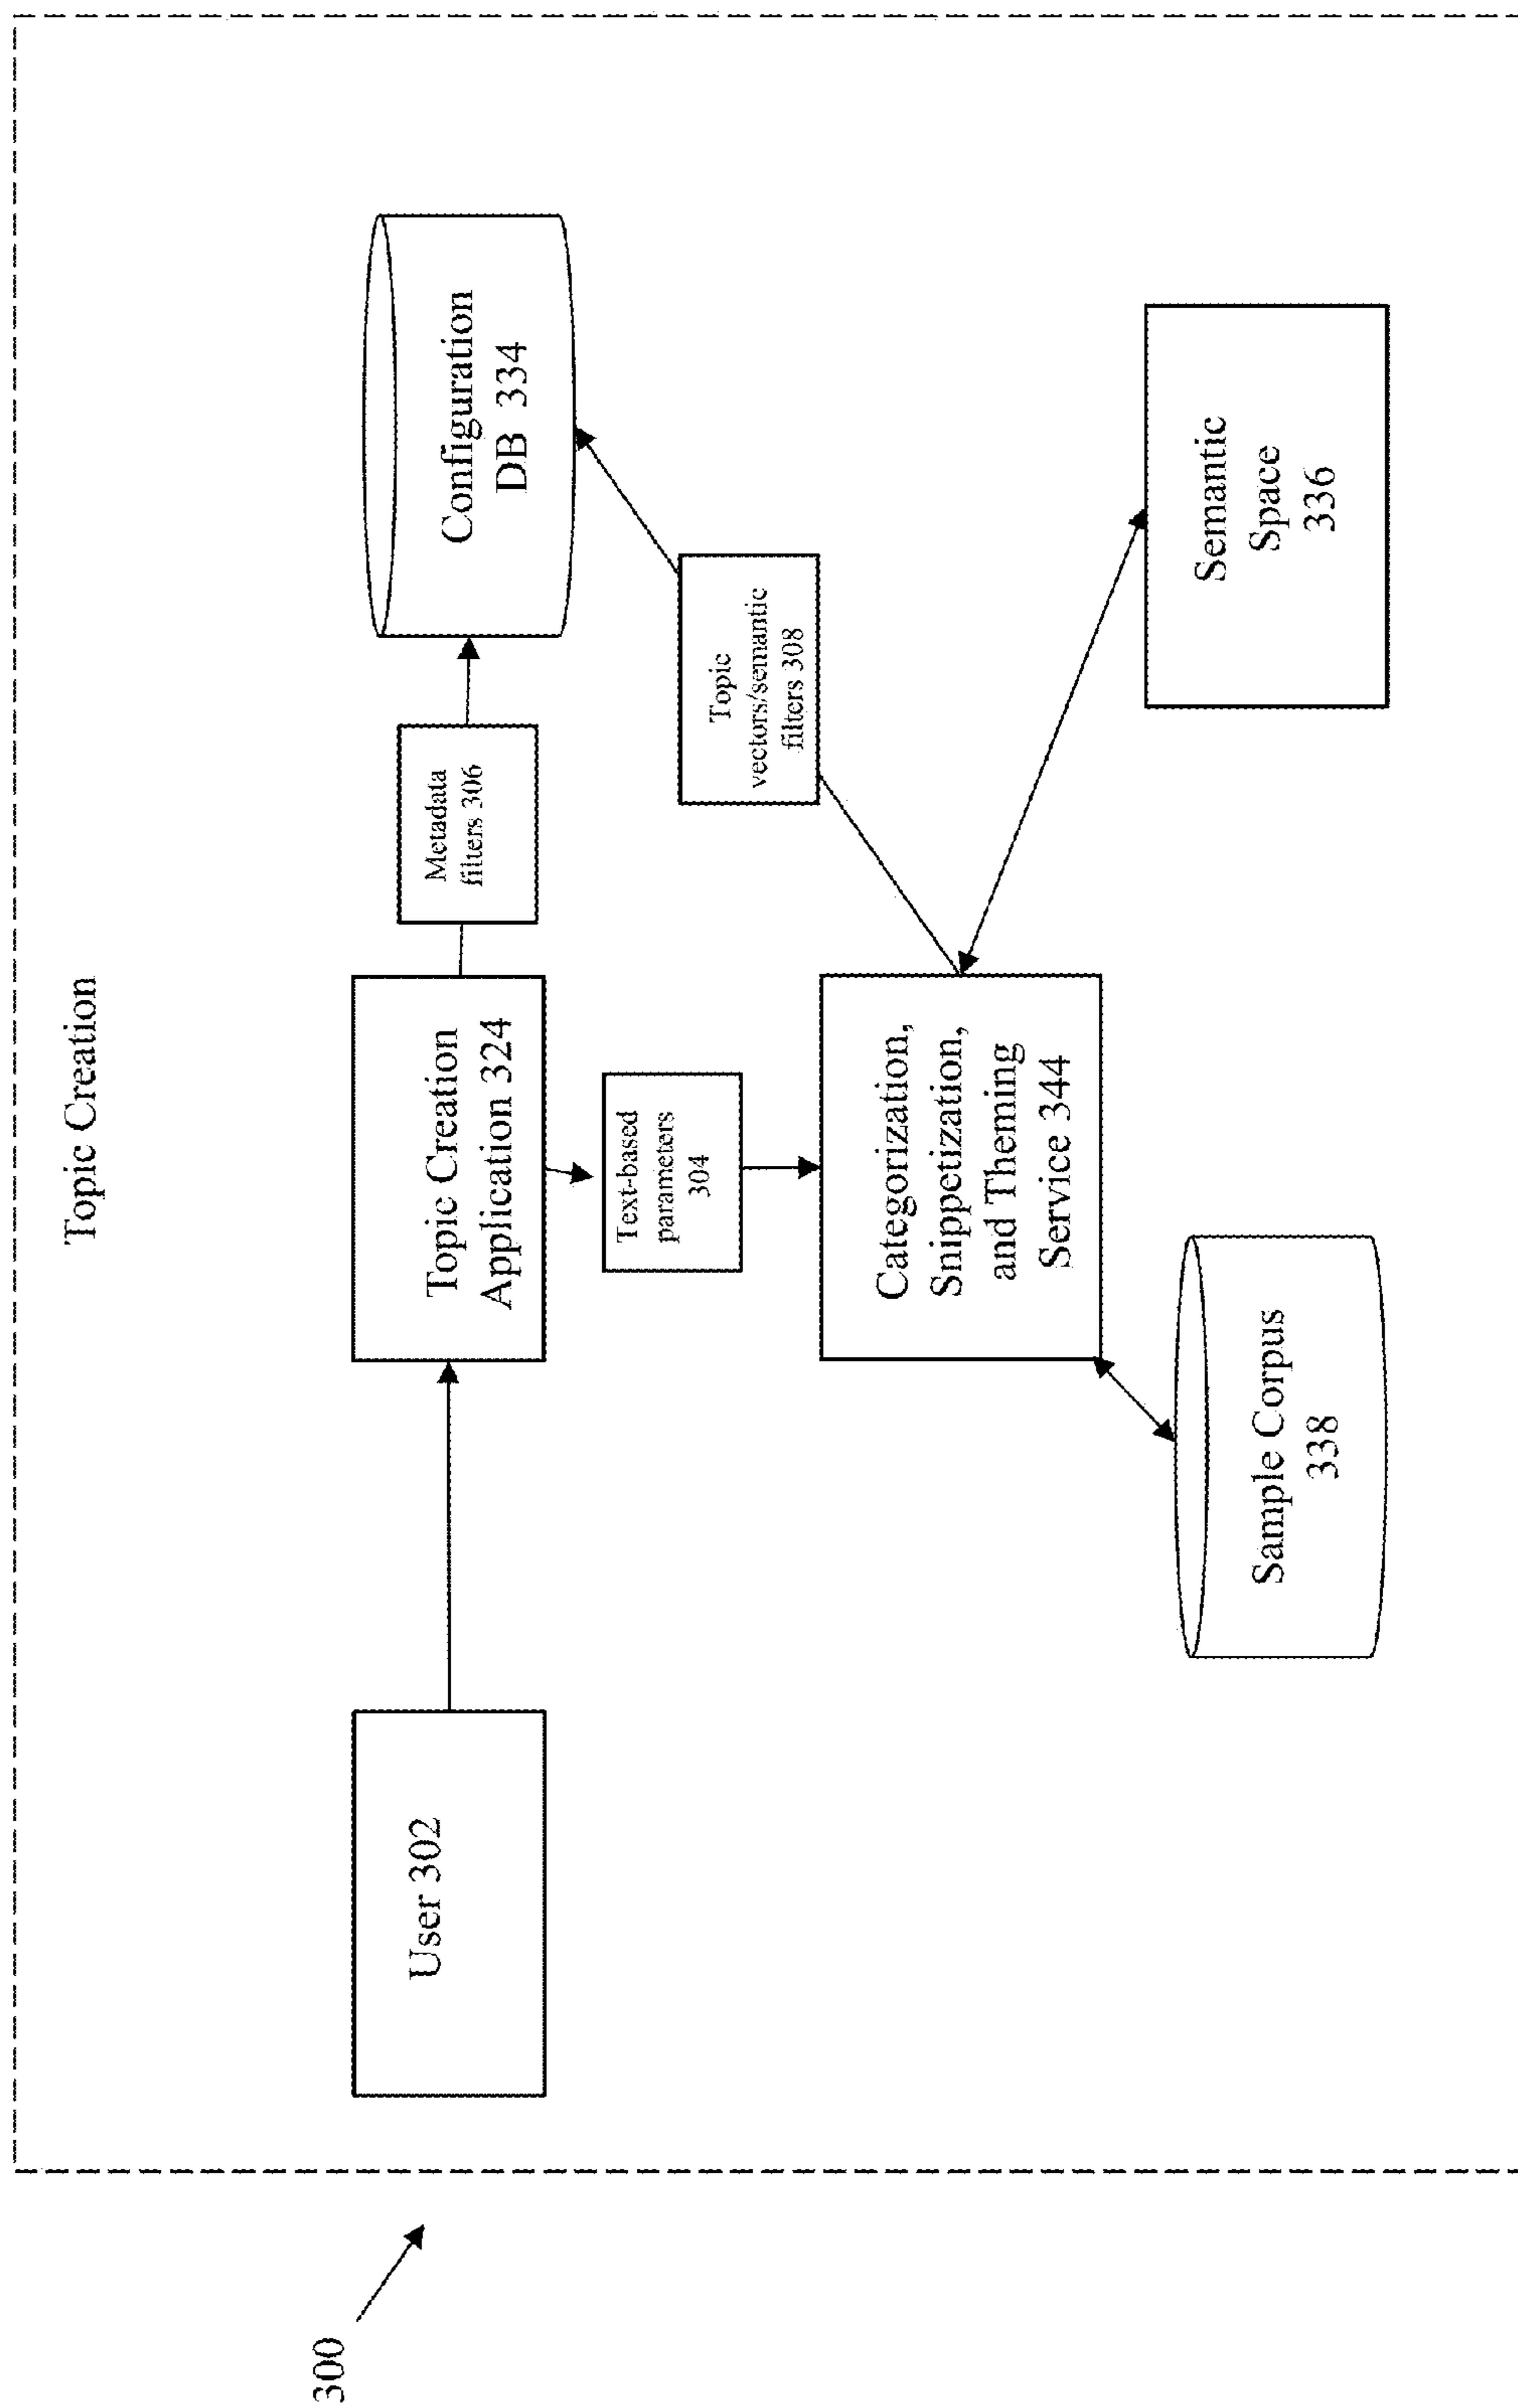 Topic Creation
User 302
Topic Creation
Application 324
Metadata
filters 306
Configuration
DB 334
Text-based
parameters
304
Topic
vectors/semantic
filters 308
Categorization,
Snippetization,
and Theming
Service 344
Sample Corpus
338
Semantic
Space
336
300